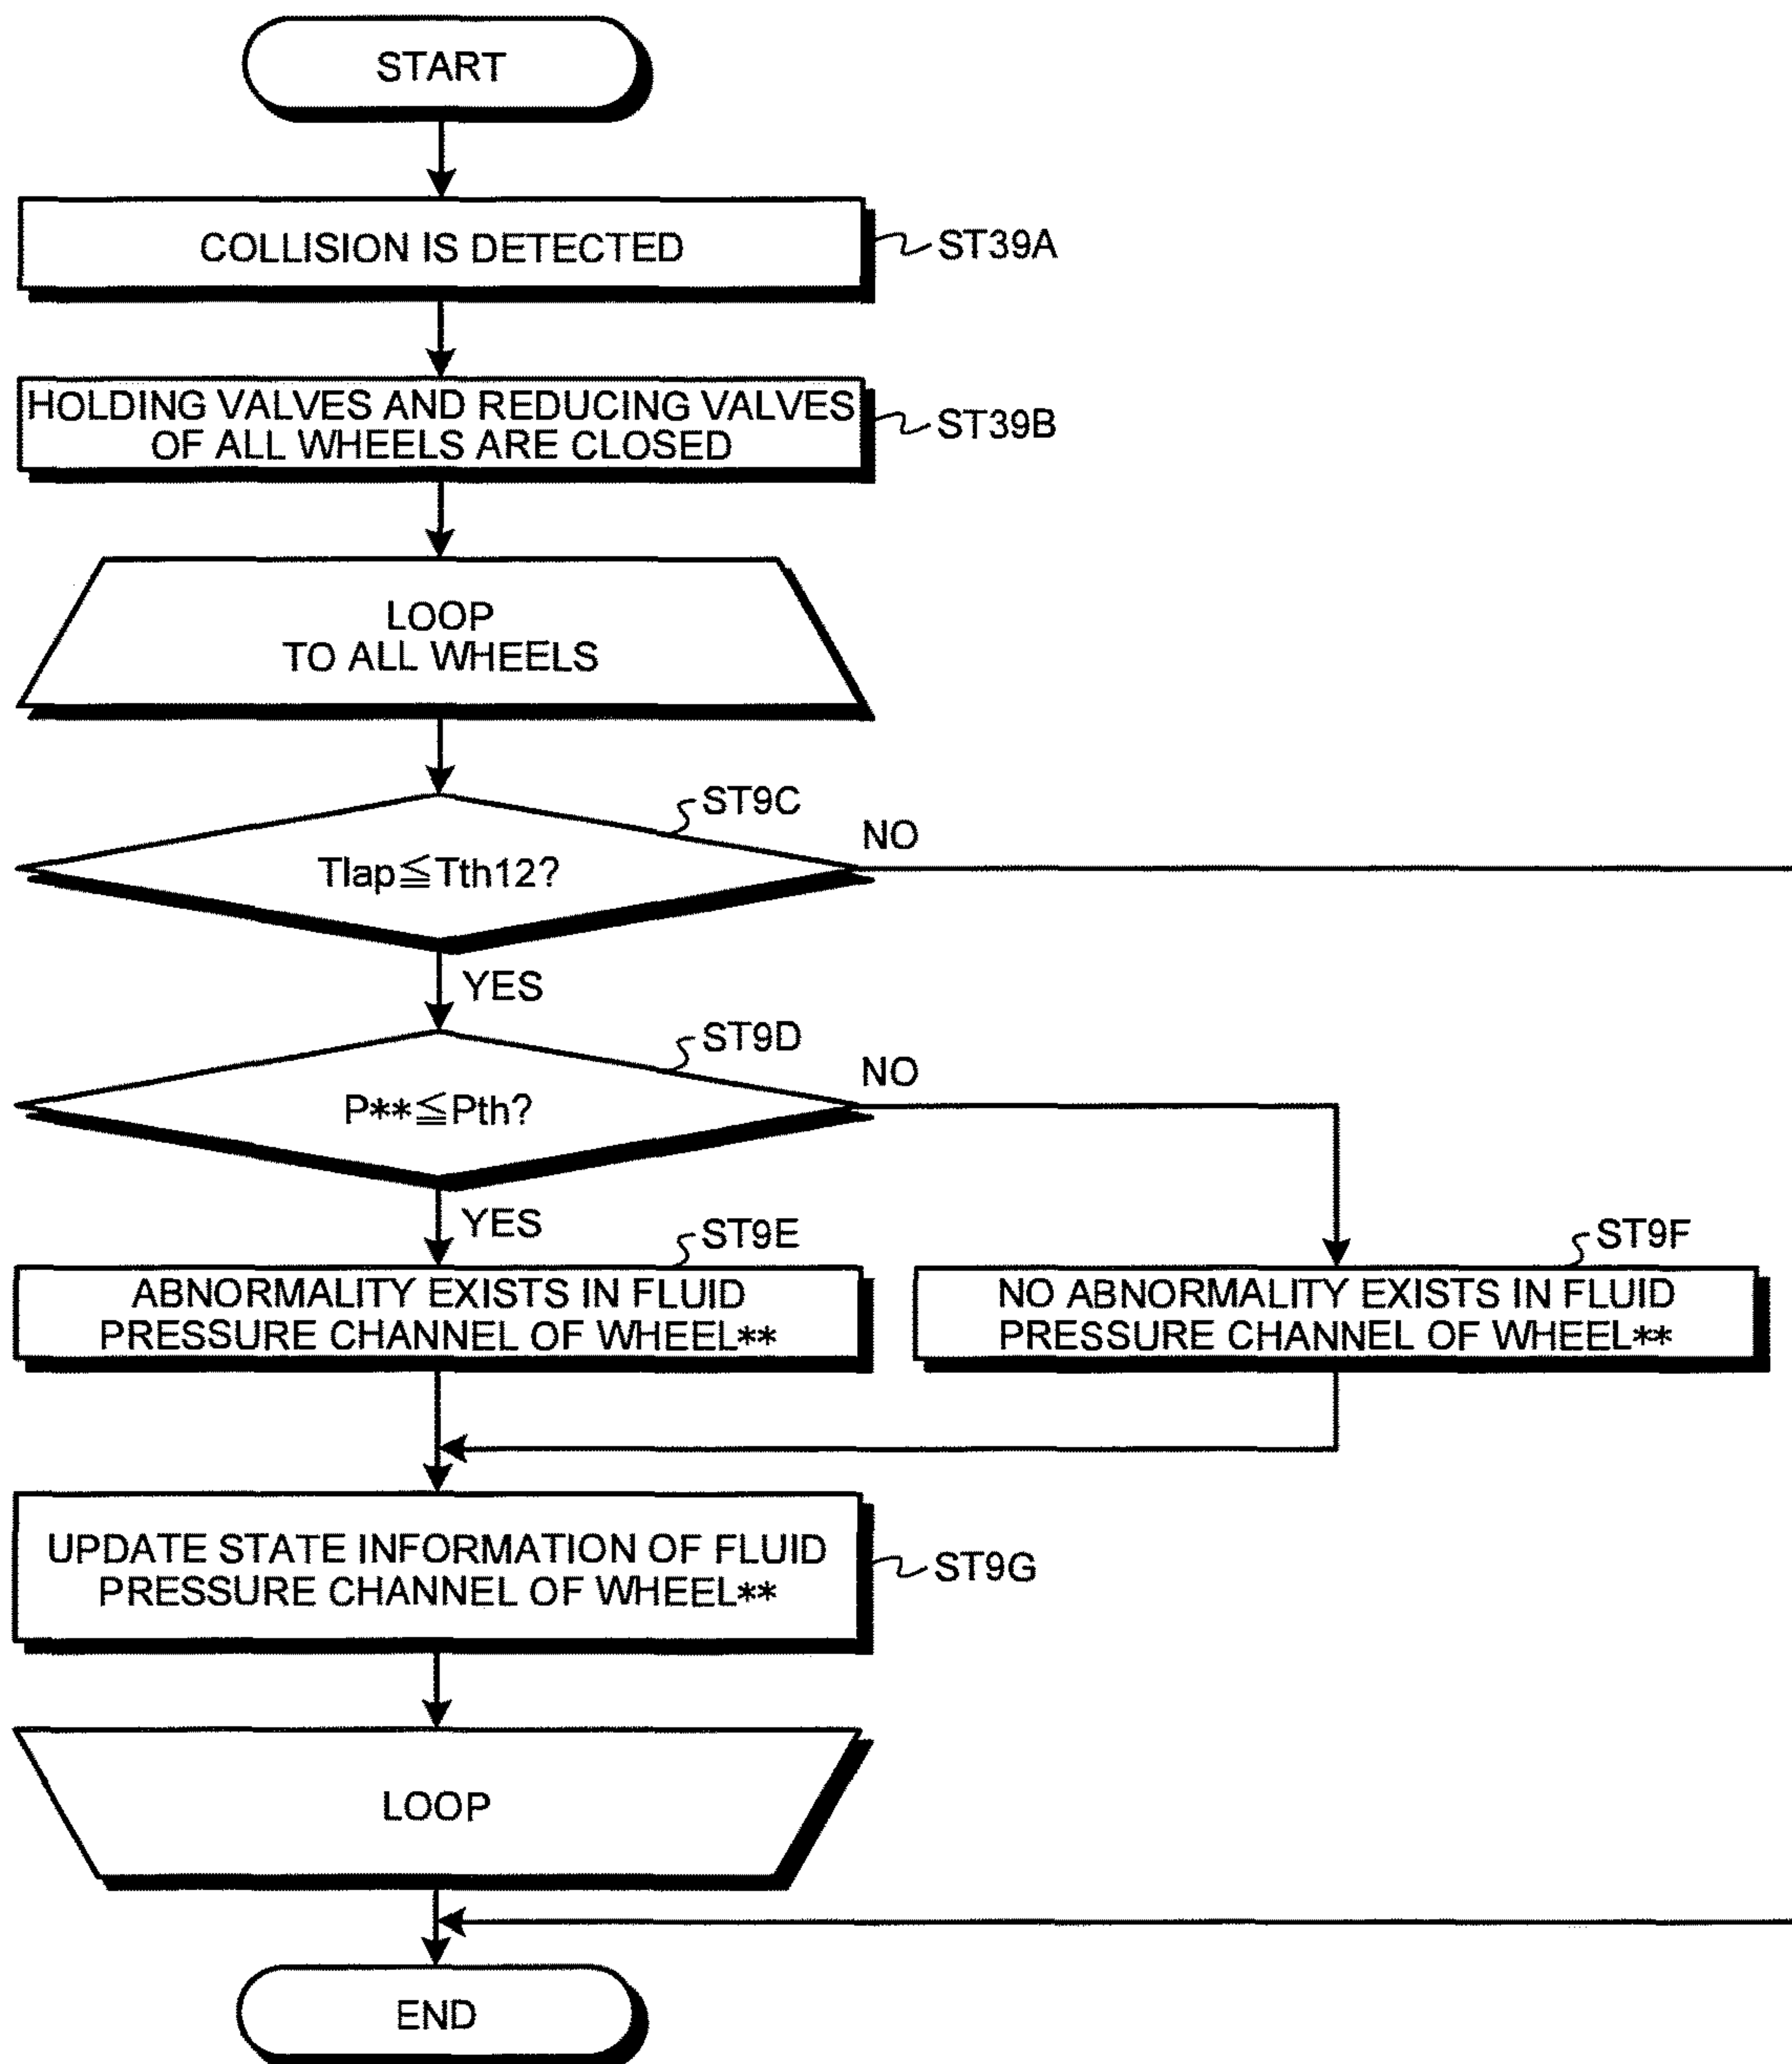 START
COLLISION IS DETECTED
ST39A
HOLDING VALVES AND REDUCING VALVES
OF ALL WHEELS ARE CLOSED
ST39B
LOOP
TO ALL WHEELS
ST9C
Tlap≦Tth12?
NO
YES
ST9D
P**≦Pth?
NO
YES
ST9E
ABNORMALITY EXISTS IN FLUID
PRESSURE CHANNEL OF WHEEL**
ST9F
NO ABNORMALITY EXISTS IN FLUID
PRESSURE CHANNEL OF WHEEL**
UPDATE STATE INFORMATION OF FLUID
PRESSURE CHANNEL OF WHEEL**
ST9G
LOOP
END